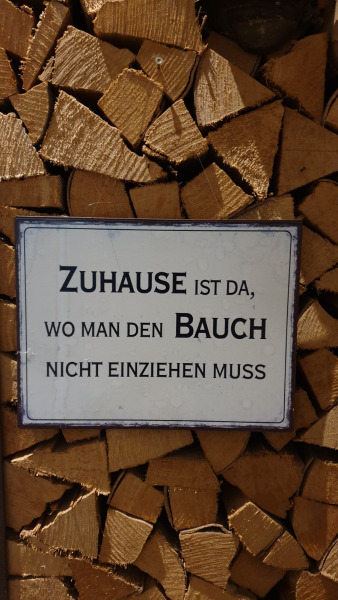 ZUHAUSE IST DA,
WO MAN DEN BAUCH
NICHT EINZIEHEN MUSS